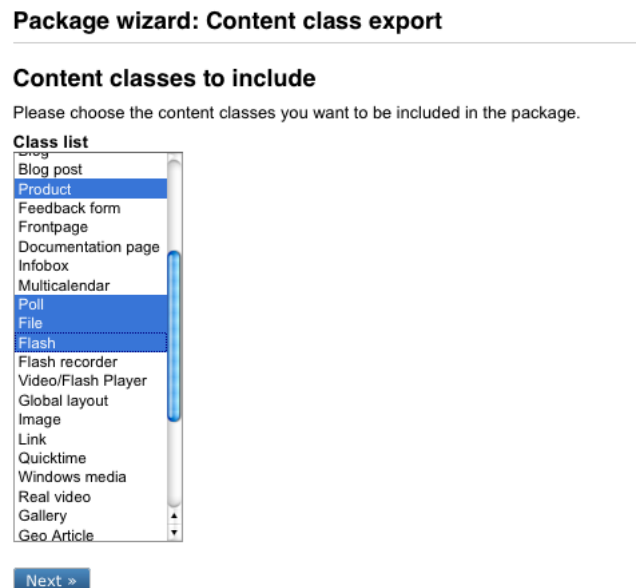 Package wizard: Content class export
Content classes to include
Please choose the content classes you want to be included in the package.
Class list
Blog
Blog post
Product
Feedback form
Frontpage
Documentation page
Infobox
Multicalendar
Poll
File
Flash
Flash recorder
Video/Flash Player
Global layout
Image
Link
Quicktime
Windows media
Real video
Gallery
Geo Article
Next »